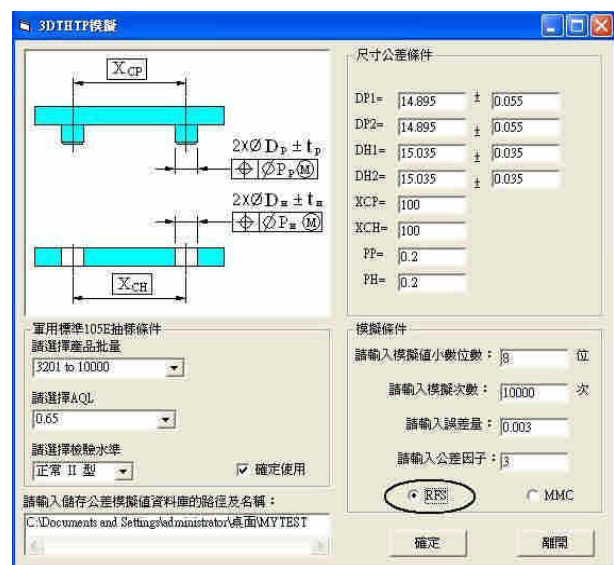 3DTHTP模擬
X CP
2XØ D P ± t P
⌖ Ø P P Ⓜ
2XØ D H ± t H
⌖ Ø P H Ⓜ
X CH
尺寸公差條件
DP1= 14.895 ± 0.055
DP2= 14.895 ± 0.055
DH1= 15.035 ± 0.035
DH2= 15.035 ± 0.035
XCP= 100
XCH= 100
PP= 0.2
PH= 0.2
軍用標準105E抽樣條件
請選擇產品批量
3201 to 10000
請選擇AQL
0.65
請選擇檢驗水準
正常 II 型
確定使用
請輸入儲存公差模擬值資料庫的路徑及名稱：
C:\Documents and Settings\administrator\桌面\MYTEST
模擬條件
請輸入模擬值小數位數： 8 位
請輸入模擬次數： 10000 次
請輸入誤差量： 0.003
請輸入公差因子： 3
RFS
MMC
確定
離開